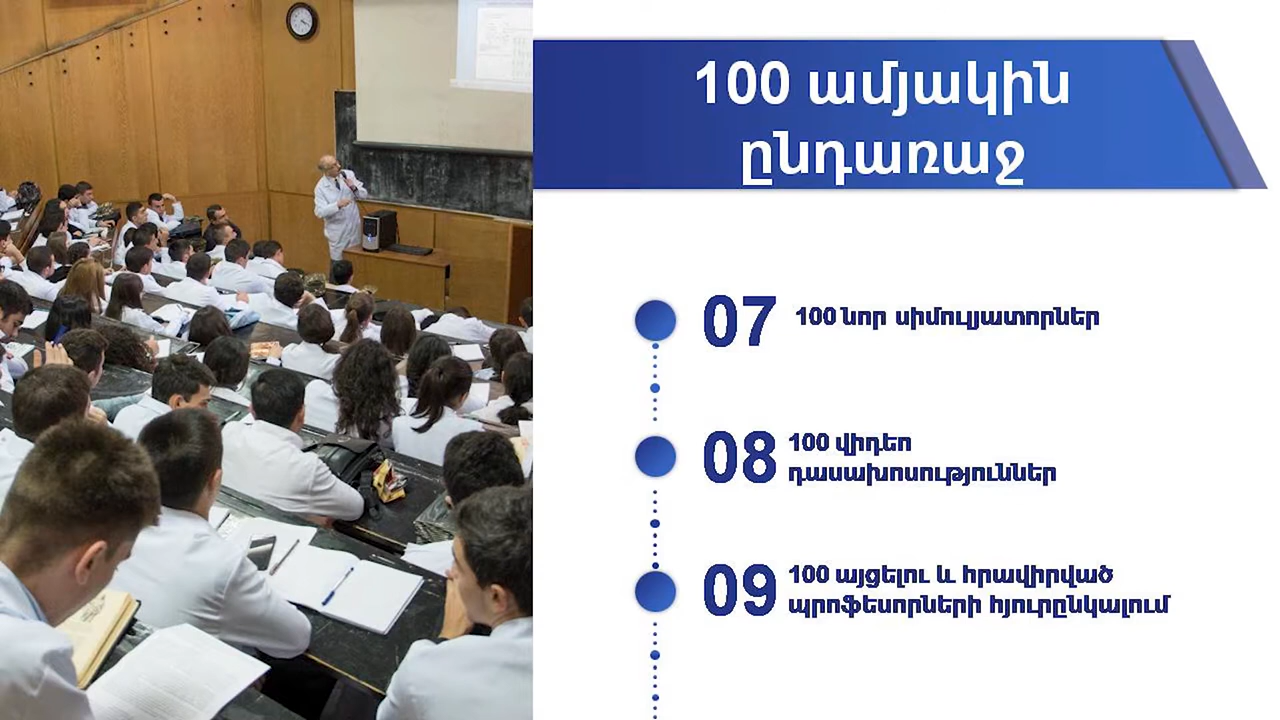 100 ամյակին
ընդառաջ
07 100 նոր սիմուլյատորներ
08 100 վիդեո
դասախոսություններ
09 100 այցելու և հրավիրված
պրոֆեսորների հյուրընկալում